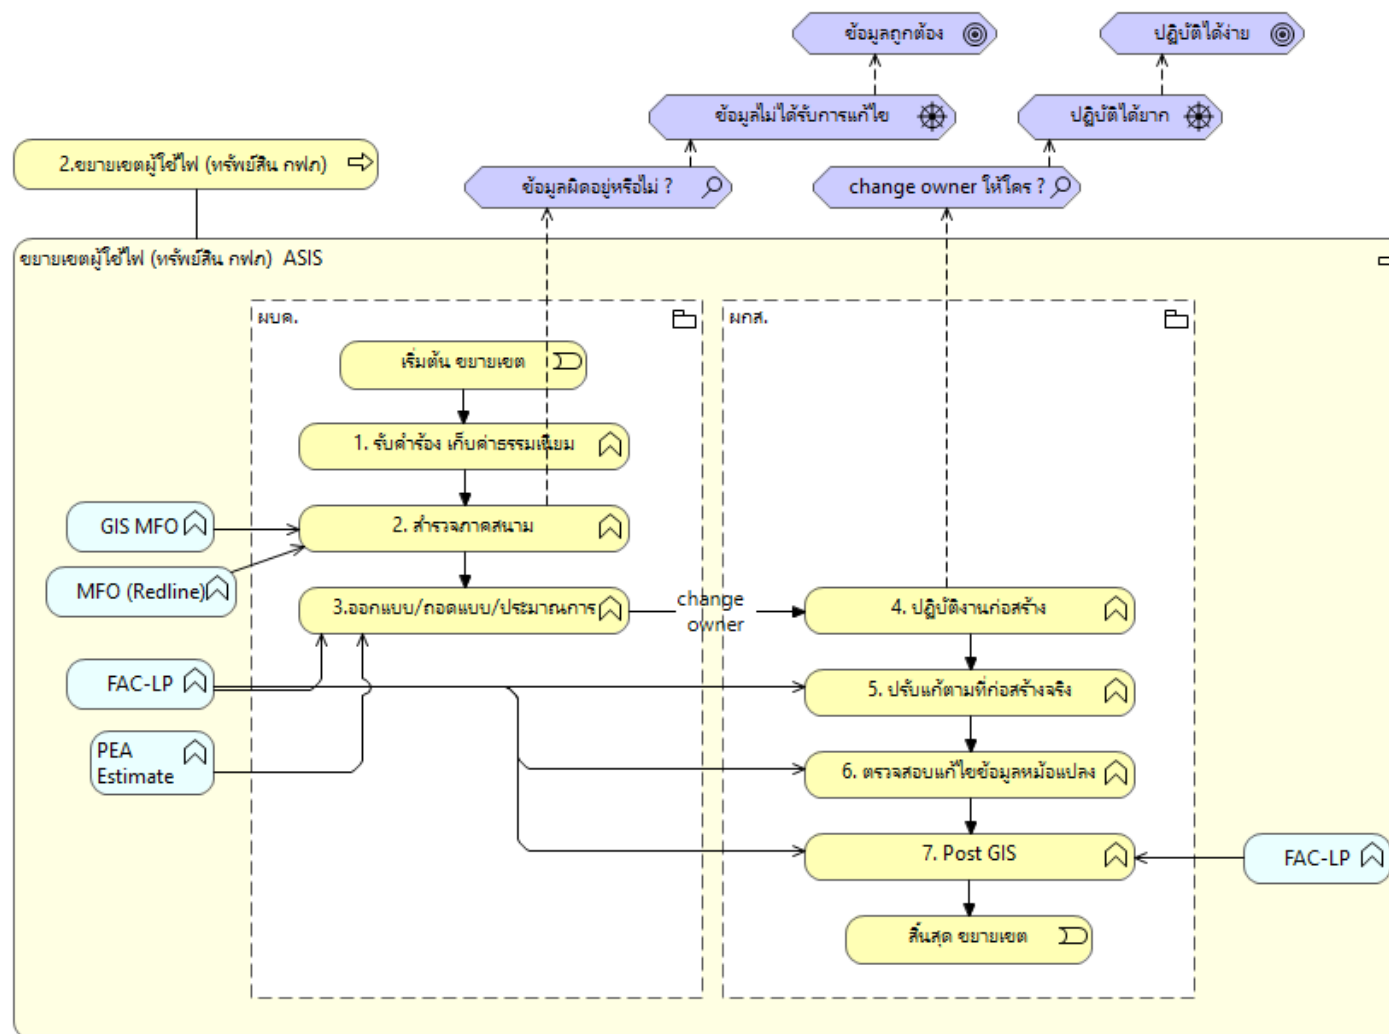 ข้อมูลถูกต้อง
ปฏิบัติได้ง่าย
ข้อมูลไม่ได้รับการแก้ไข
ปฏิบัติได้ยาก
2.ขยายเขตผู้ใช้ไฟ (ทรัพย์สิน กฟภ)
ข้อมูลผิดอยู่หรือไม่ ?
change owner ให้ใคร ?
ขยายเขตผู้ใช้ไฟ (ทรัพย์สิน กฟภ) ASIS
ผบค.
ผกส.
เริ่มต้น ขยายเขต
1. รับคำร้อง เก็บค่าธรรมเนียม
GIS MFO
2. สำรวจภาคสนาม
MFO (Redline)
3.ออกแบบ/ถอดแบบ/ประมาณการ
change
owner
4. ปฏิบัติงานก่อสร้าง
FAC-LP
5. ปรับแก้ตามที่ก่อสร้างจริง
PEA
Estimate
6. ตรวจสอบแก้ไขข้อมูลหม้อแปลง
7. Post GIS
FAC-LP
สิ้นสุด ขยายเขต